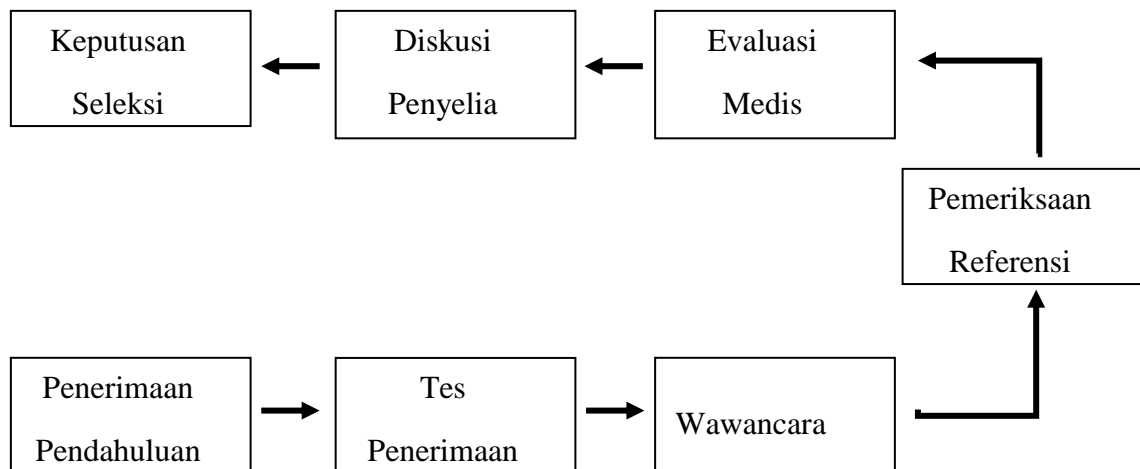 Keputusan
Seleksi
Diskusi
Penyelia
Evaluasi
Medis
Pemeriksaan
Referensi
Penerimaan
Pendahuluan
Tes
Penerimaan
Wawancara